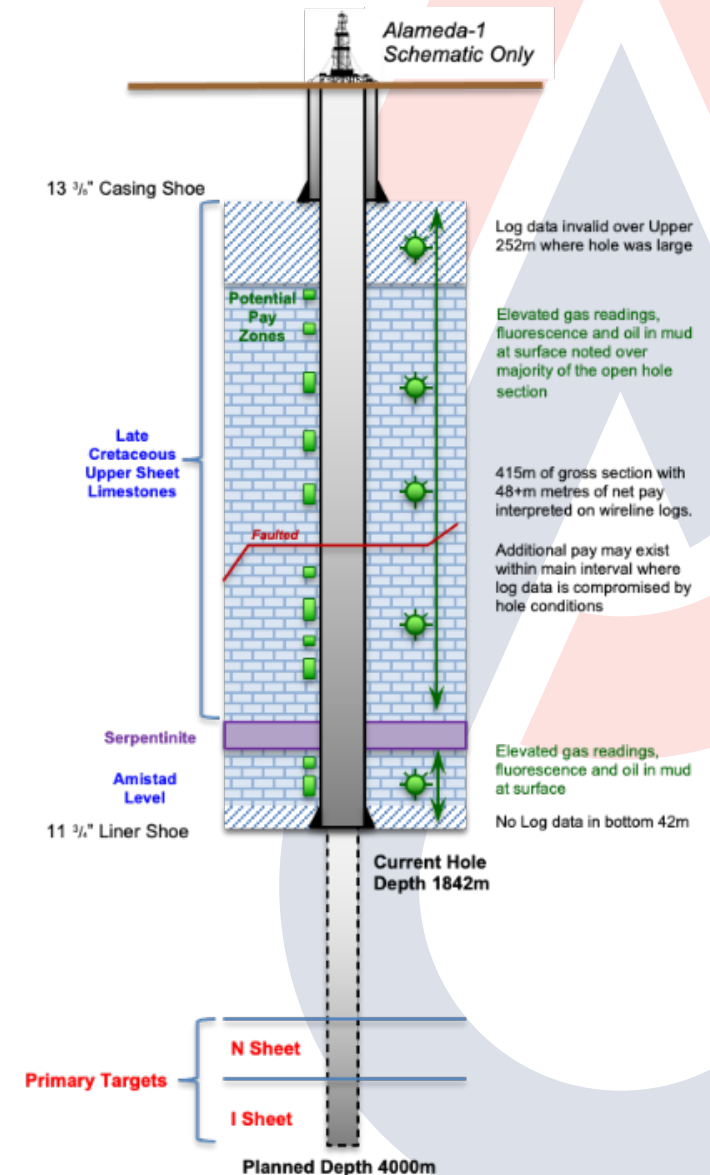 Alameda-1
Schematic Only
13 ³/₈" Casing Shoe
Log data invalid over Upper
252m where hole was large
Potential
Pay
Zones
Elevated gas readings,
fluorescence and oil in mud
at surface noted over
majority of the open hole
section
Late
Cretaceous
Upper Sheet
Limestones
415m of gross section with
48+m metres of net pay
interpreted on wireline logs.
Faulted
Additional pay may exist
within main interval where
log data is compromised by
hole conditions
Serpentinite
Elevated gas readings,
fluorescence and oil in mud
at surface
Amistad
Level
No Log data in bottom 42m
11 ³/₄" Liner Shoe
Current Hole
Depth 1842m
N Sheet
Primary Targets
I Sheet
Planned Depth 4000m